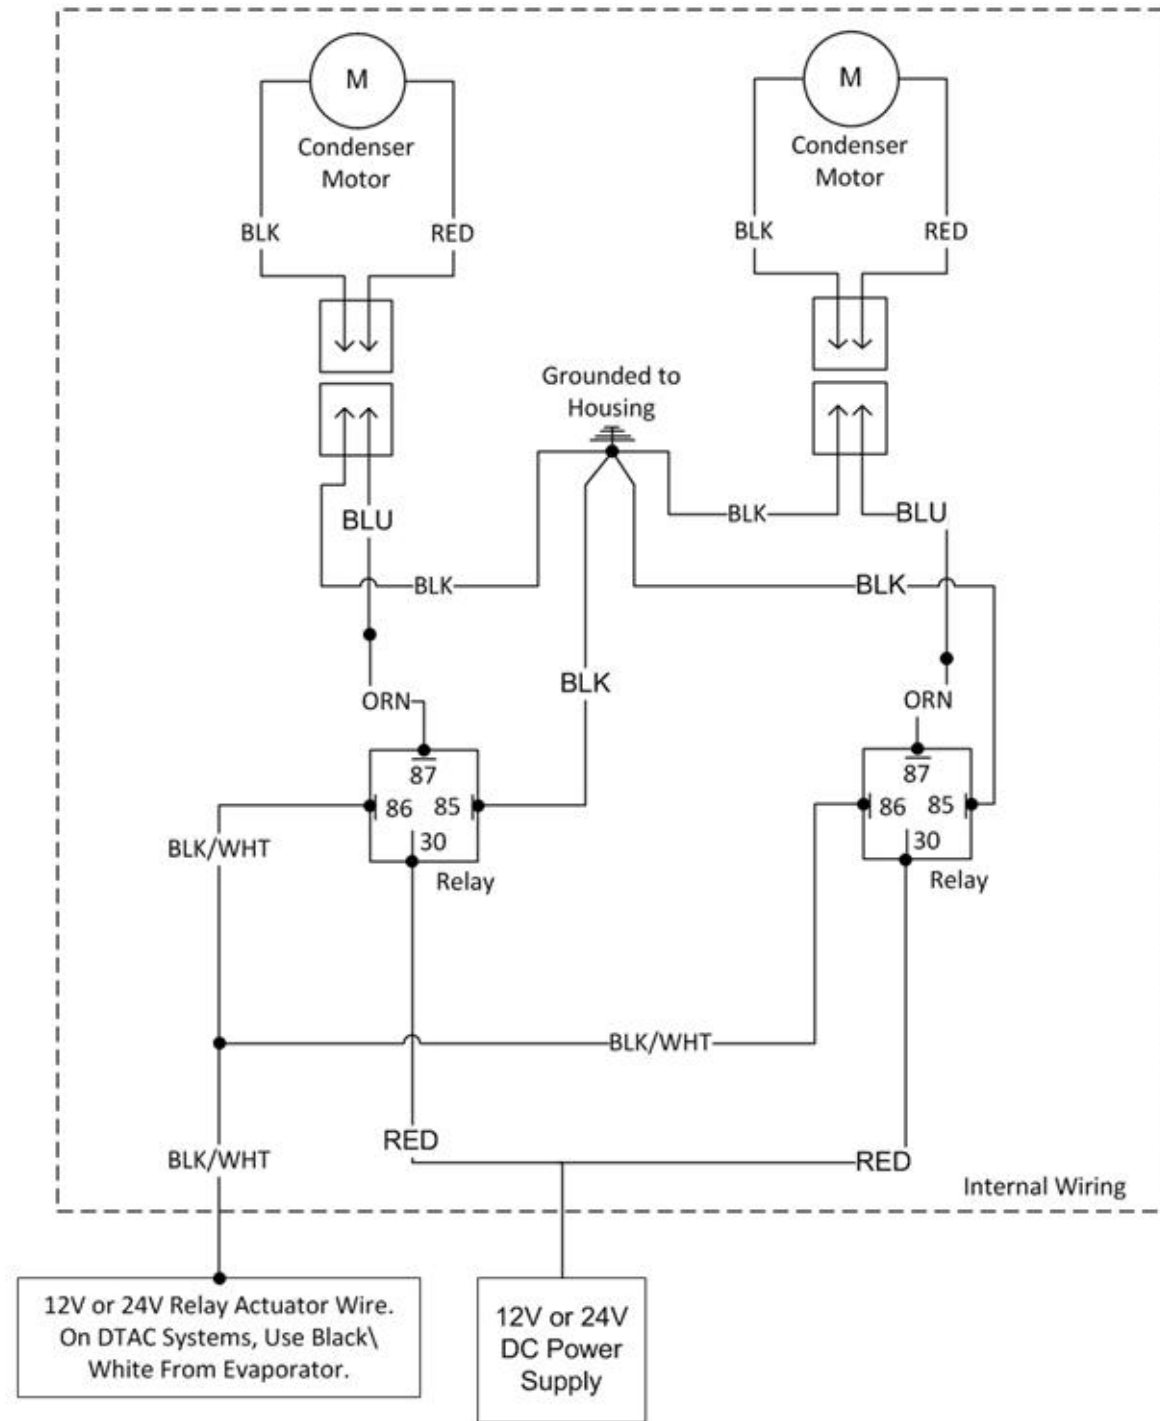 M
M
Condenser
Motor
Condenser
Motor
BLK
RED
BLK
RED
Grounded to
Housing
BLU
BLK
BLU
BLK
BLK
BLK
ORN
ORN
87
86
85
30
Relay
87
86
85
30
Relay
BLK/WHT
BLK/WHT
RED
BLK/WHT
RED
Internal Wiring
12V or 24V Relay Actuator Wire.
On DTAC Systems, Use Black\
White From Evaporator.
12V or 24V
DC Power
Supply